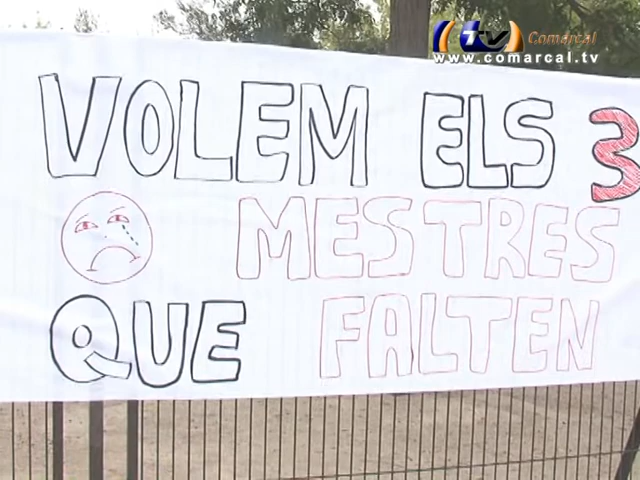 TV Comarcal
www.comarcal.tv
VOLEM ELS 3
MESTRES
QUE FALTEN